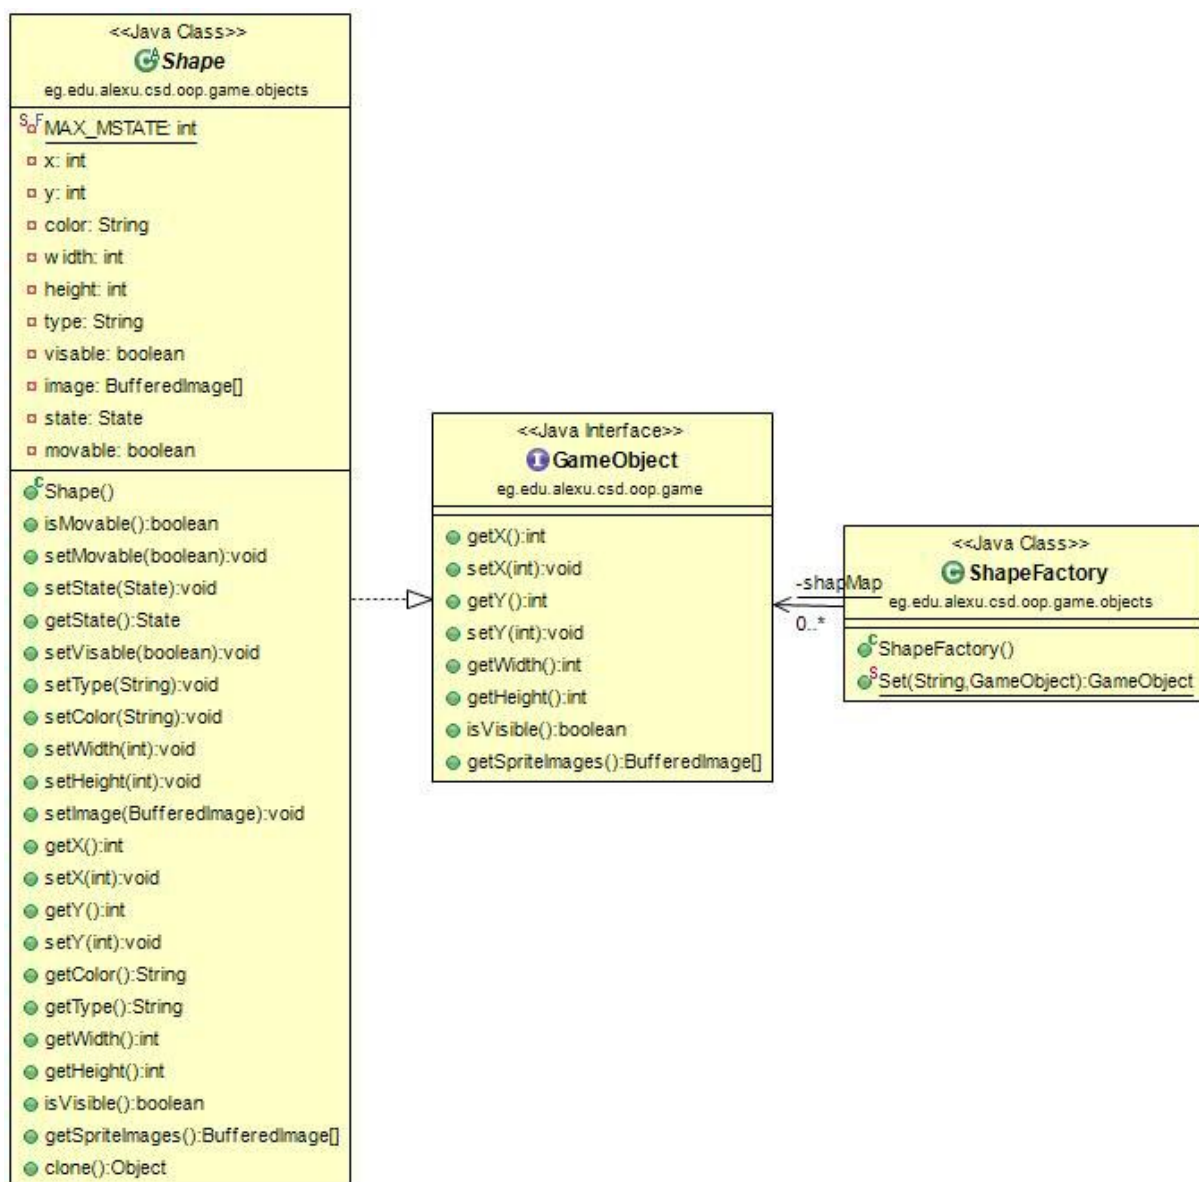 <<Java Class>>
Shape
eg.edu.alexu.csd.oop.game.objects
MAX_MSTATE: int
x: int
y: int
color: String
width: int
height: int
type: String
visable: boolean
image: BufferedImage[]
state: State
movable: boolean
Shape()
isMovable():boolean
setMovable(boolean):void
setState(State):void
getState():State
setVisable(boolean):void
setType(String):void
setColor(String):void
setWidth(int):void
setHeight(int):void
setImage(BufferedImage):void
getX():int
setX(int):void
getY():int
setY(int):void
getColor():String
getType():String
getWidth():int
getHeight():int
isVisible():boolean
getSpriteImages():BufferedImage[]
clone():Object
<<Java Interface>>
GameObject
eg.edu.alexu.csd.oop.game
getX():int
setX(int):void
getY():int
setY(int):void
getWidth():int
getHeight():int
isVisible():boolean
getSpriteImages():BufferedImage[]
-shapMap
0..*
<<Java Class>>
ShapeFactory
eg.edu.alexu.csd.oop.game.objects
ShapeFactory()
Set(String,GameObject):GameObject